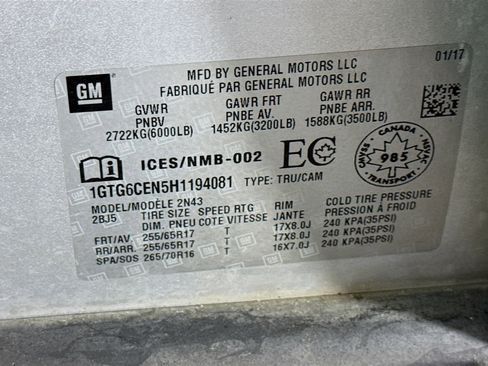 GM
MFD BY GENERAL MOTORS LLC
01/17
FABRIQUÉ PAR GENERAL MOTORS LLC
GVWR GAWR FRT GAWR RR
PNBV PNBE AV. PNBE ARR.
2722KG(6000LB) 1452KG(3200LB) 1588KG(3500LB)
ICES/NMB-002 EC
CANADA
985
CMVSS NSVAC
TRANSPORT
1GTG6CEN5H1194081 TYPE: TRU/CAM
MODEL/MODÈLE 2N43
2BJ5 TIRE SIZE SPEED RTG RIM COLD TIRE PRESSURE
DIM. PNEU COTE VITESSE JANTE PRESSION À FROID
FRT/AV. 255/65R17 T 17X8.0J 240 KPA(35PSI)
RR/ARR. 255/65R17 T 17X8.0J 240 KPA(35PSI)
SPA/SOS 265/70R16 T 16X7.0J 240 KPA(35PSI)